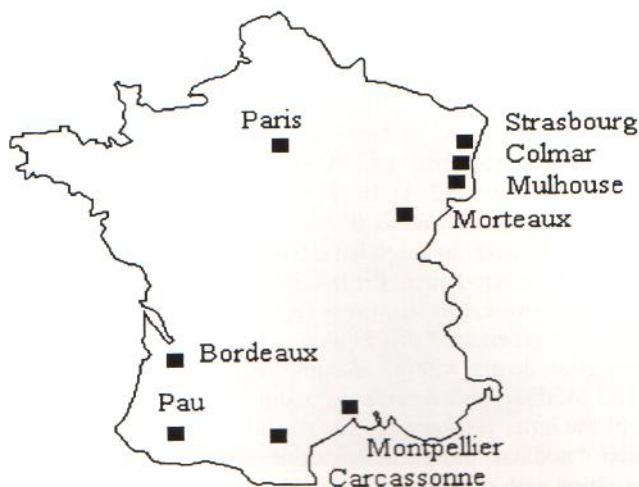 Paris
Strasbourg
Colmar
Mulhouse
Morteaux
Bordeaux
Pau
Montpellier
Carcassonne